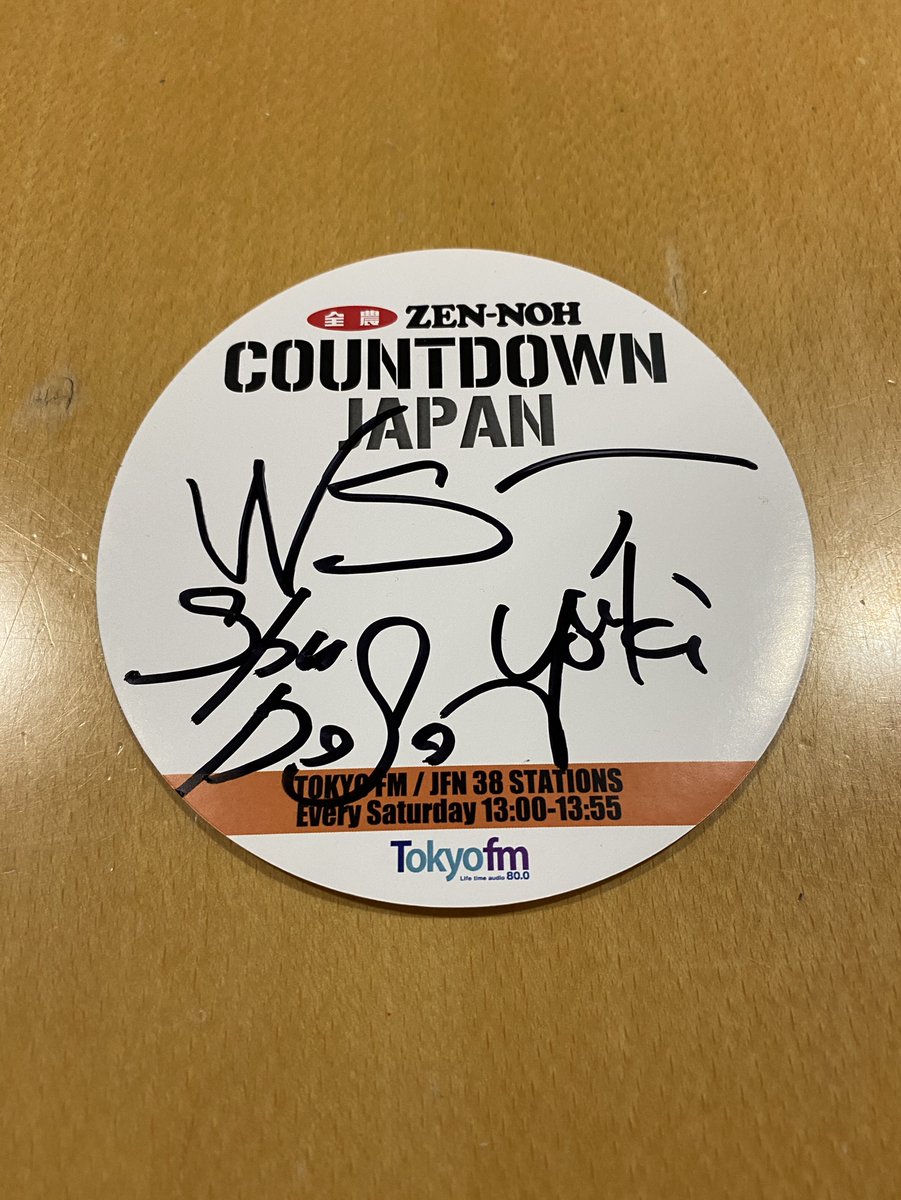 全農 ZEN-NOH
COUNTDOWN
JAPAN
W.S
Shu Yuki
TOKYO FM / JFN 38 STATIONS
Every Saturday 13:00-13:55
Tokyofm
Life time audio 80.0